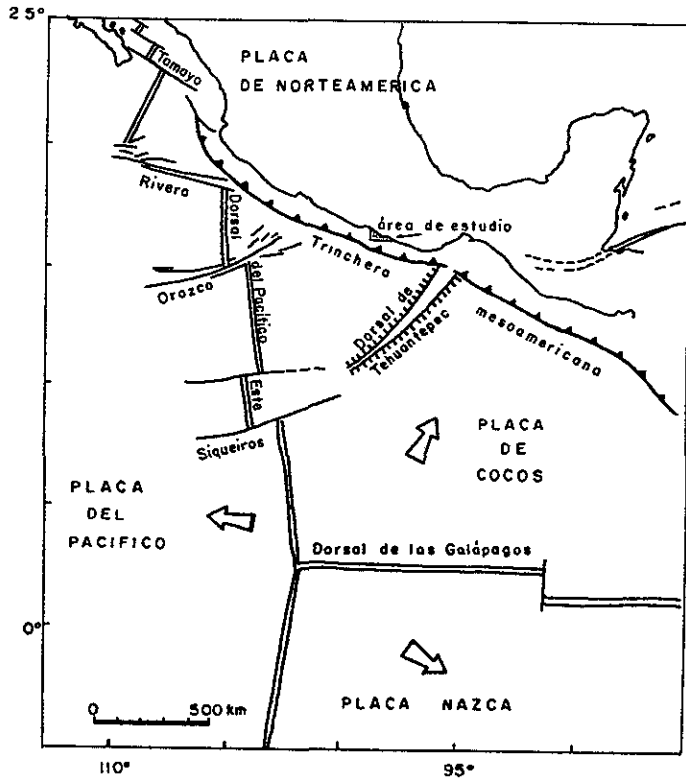 25°
PLACA
DE NORTEAMERICA
Tamayo
Rivera
Dorsal
del Pacífico
Este
Orozco
área de estudio
Trinchera
mesoamericana
Dorsal de
Tehuantepec
Siqueiros
PLACA
DE
COCOS
PLACA
DEL
PACIFICO
Dorsal de las Galápagos
0°
0 500 km
PLACA NAZCA
110° 95°